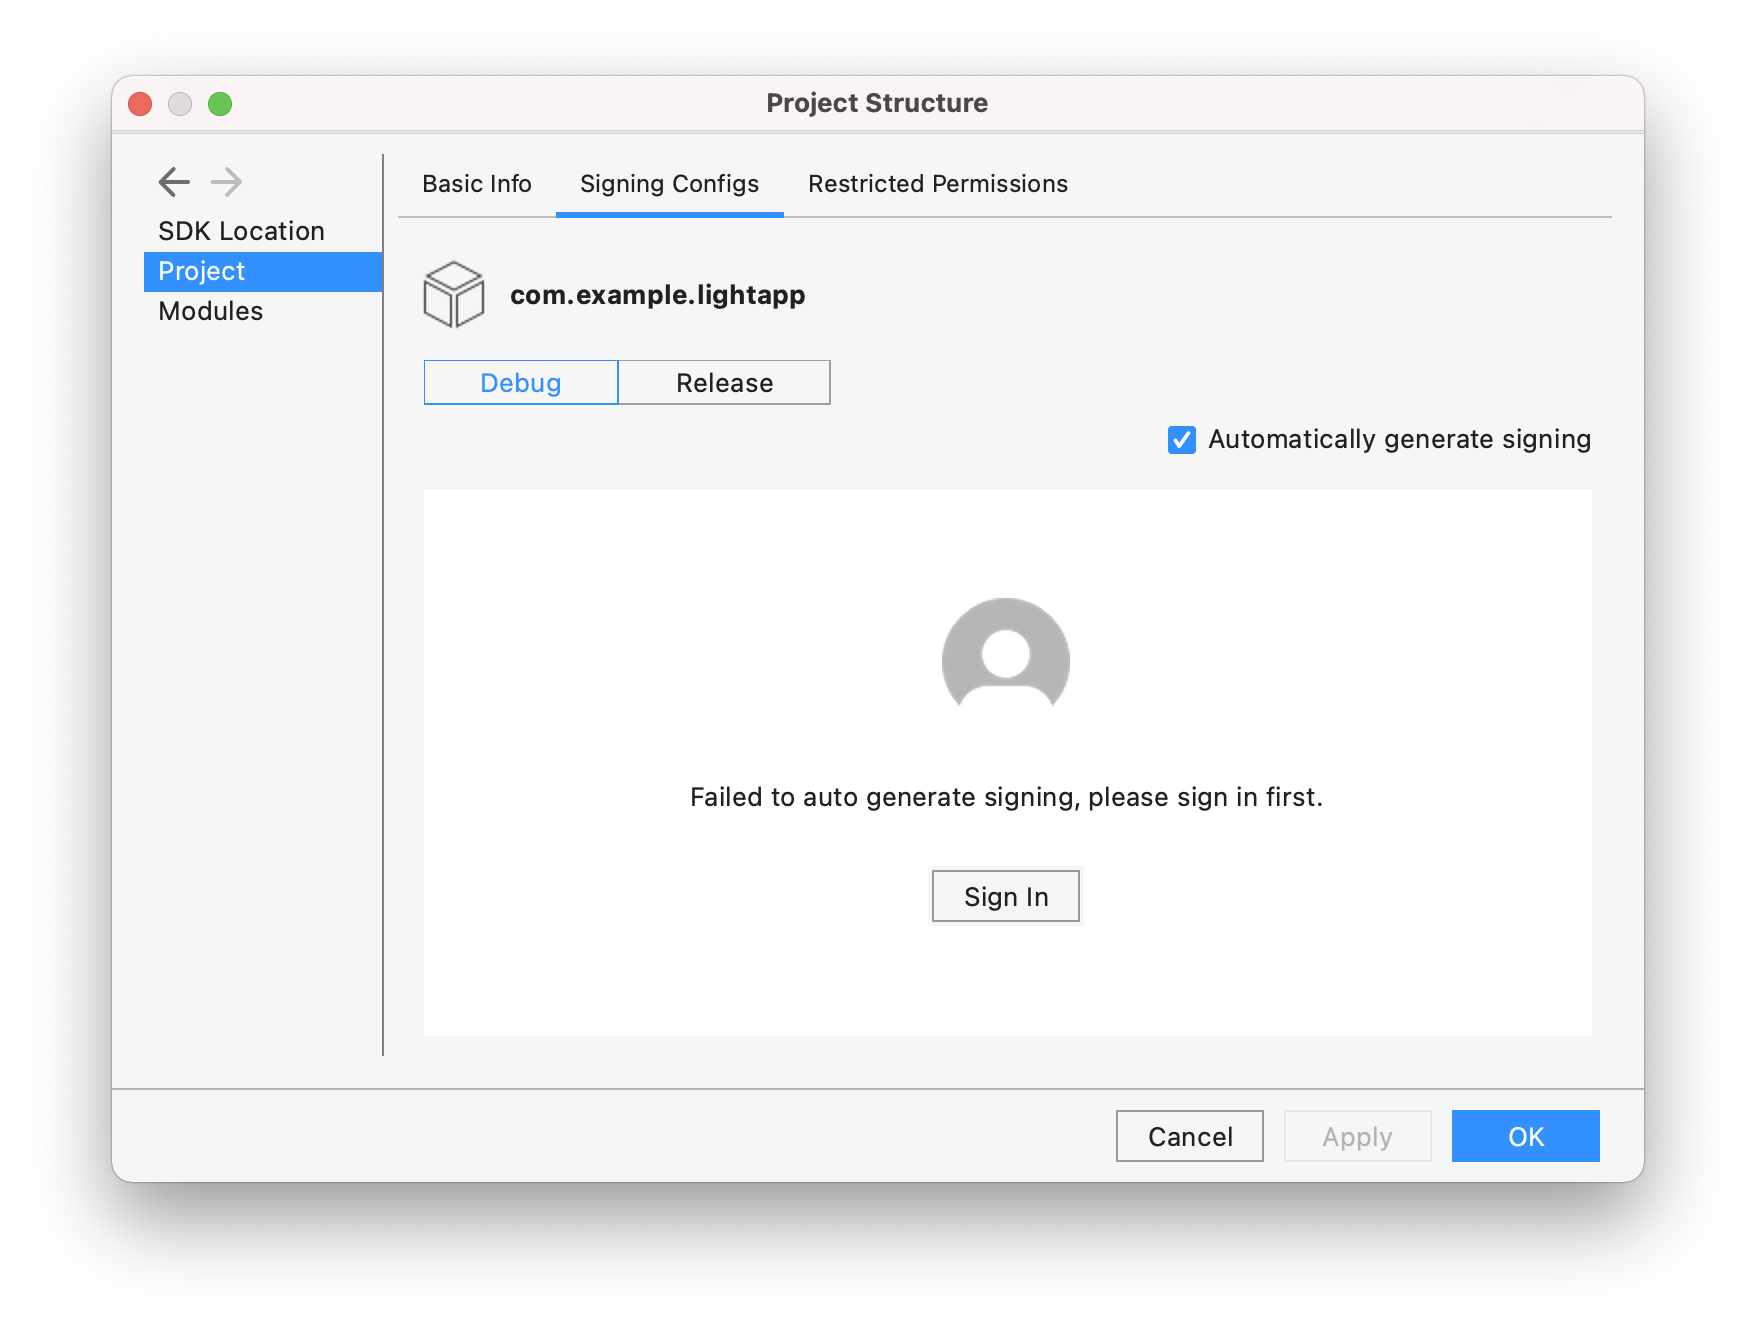 Project Structure
SDK Location
Project
Modules
Basic Info
Signing Configs
Restricted Permissions
com.example.lightapp
Debug
Release
Automatically generate signing
Failed to auto generate signing, please sign in first.
Sign In
Cancel
Apply
OK